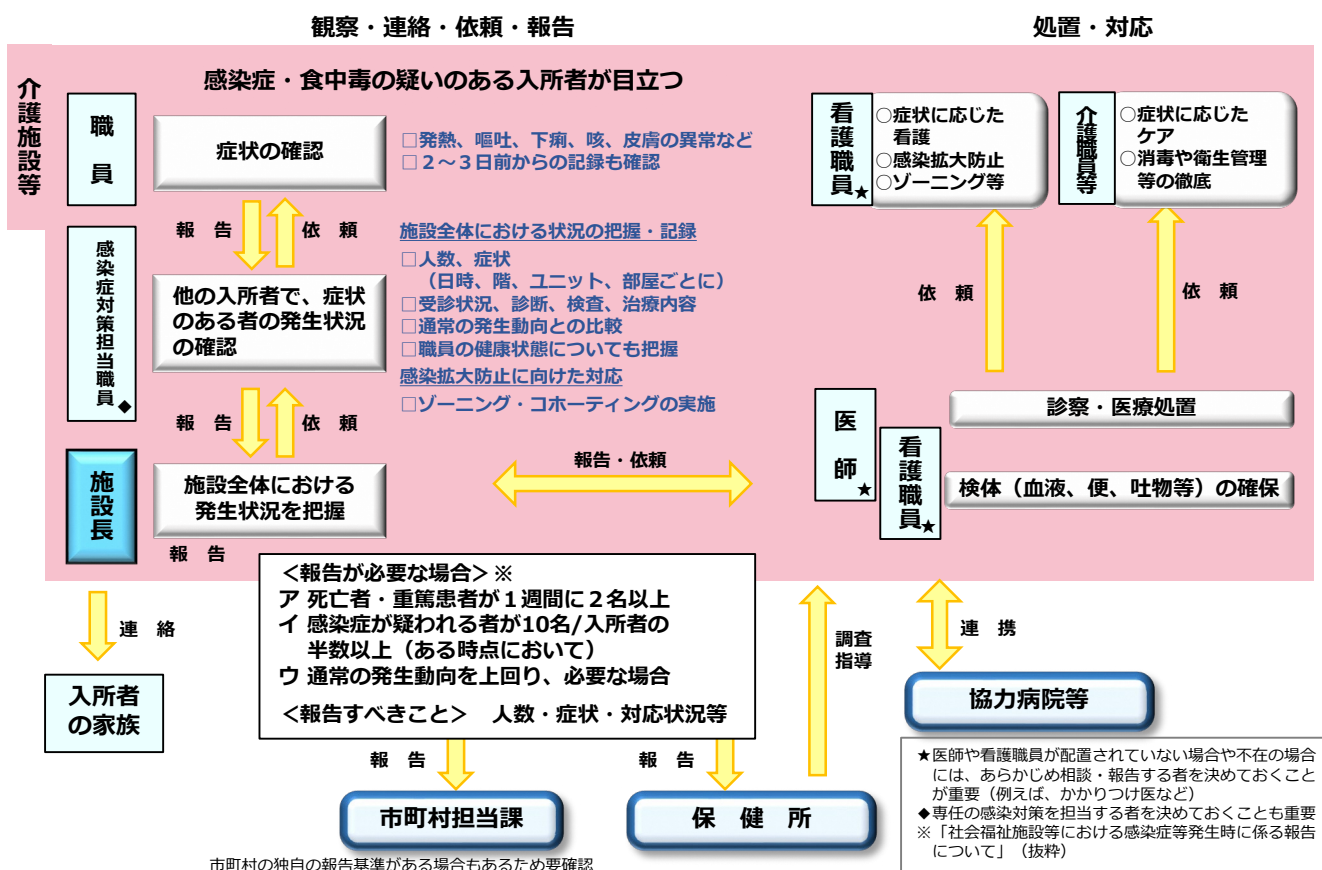 観察・連絡・依頼・報告
処置・対応
介護施設等
感染症・食中毒の疑いのある入所者が目立つ
職員
症状の確認
□発熱、嘔吐、下痢、咳、皮膚の異常など
□２～３日前からの記録も確認
報告
依頼
感染症対策担当職員◆
他の入所者で、症状
のある者の発生状況
の確認
施設全体における状況の把握・記録
□人数、症状
（日時、階、ユニット、部屋ごとに）
□受診状況、診断、検査、治療内容
□通常の発生動向との比較
□職員の健康状態についても把握
感染拡大防止に向けた対応
□ゾーニング・コホーティングの実施
報告
依頼
施設長
施設全体における
発生状況を把握
報告・依頼
看護職員★
○症状に応じた
看護
○感染拡大防止
○ゾーニング等
介護職員等
○症状に応じた
ケア
○消毒や衛生管理
等の徹底
依頼
依頼
医師★
看護職員★
診察・医療処置
検体（血液、便、吐物等）の確保
報告
＜報告が必要な場合＞※
ア 死亡者・重篤患者が１週間に２名以上
イ 感染症が疑われる者が10名/入所者の
半数以上（ある時点において）
ウ 通常の発生動向を上回り、必要な場合
＜報告すべきこと＞ 人数・症状・対応状況等
連絡
入所者
の家族
報告
報告
調査
指導
連携
市町村担当課
保健所
協力病院等
市町村の独自の報告基準がある場合もあるため要確認
★医師や看護職員が配置されていない場合や不在の場合
には、あらかじめ相談・報告する者を決めておくこと
が重要（例えば、かかりつけ医など）
◆専任の感染対策を担当する者を決めておくことも重要
※「社会福祉施設等における感染症等発生時に係る報告
について」（抜粋）